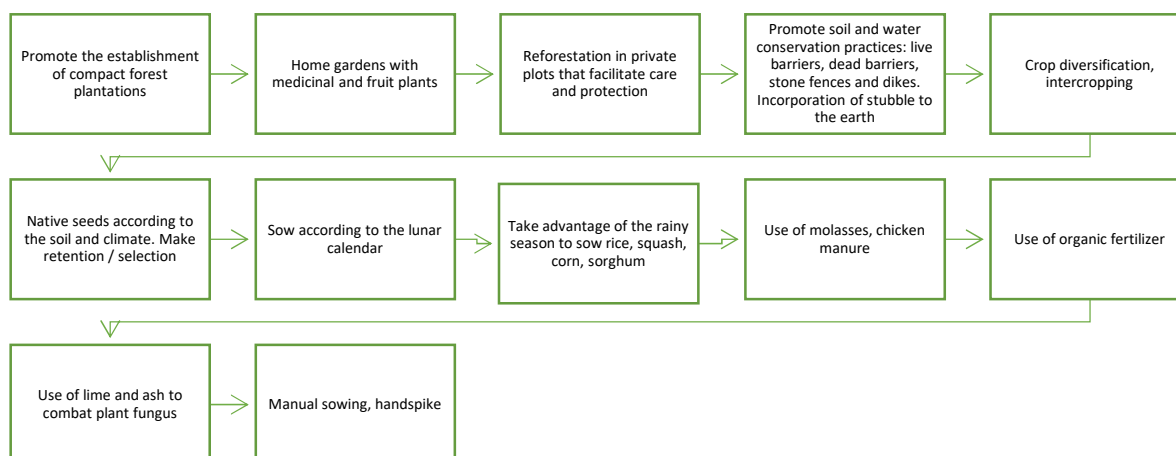 Promote the establishment
of compact forest
plantations
Home gardens with
medicinal and fruit plants
Reforestation in private
plots that facilitate care
and protection
Promote soil and water
conservation practices: live
barriers, dead barriers,
stone fences and dikes.
Incorporation of stubble to
the earth
Crop diversification,
intercropping
Native seeds according to
the soil and climate. Make
retention / selection
Sow according to the lunar
calendar
Take advantage of the rainy
season to sow rice, squash,
corn, sorghum
Use of molasses, chicken
manure
Use of organic fertilizer
Use of lime and ash to
combat plant fungus
Manual sowing, handspike